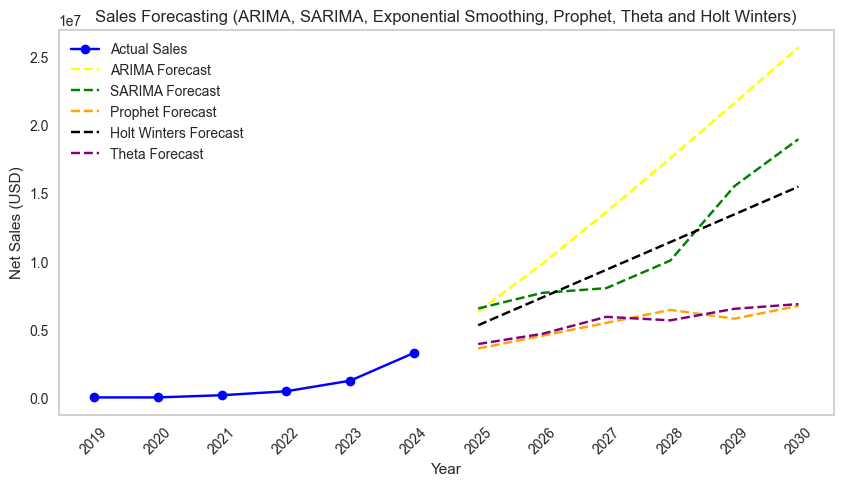 Sales Forecasting (ARIMA, SARIMA, Exponential Smoothing, Prophet, Theta and Holt Winters)
1e7
Actual Sales
ARIMA Forecast
SARIMA Forecast
Prophet Forecast
Holt Winters Forecast
Theta Forecast
Net Sales (USD)
2.5
2.0
1.5
1.0
0.5
0.0
2019 2020 2021 2022 2023 2024 2025 2026 2027 2028 2029 2030
Year